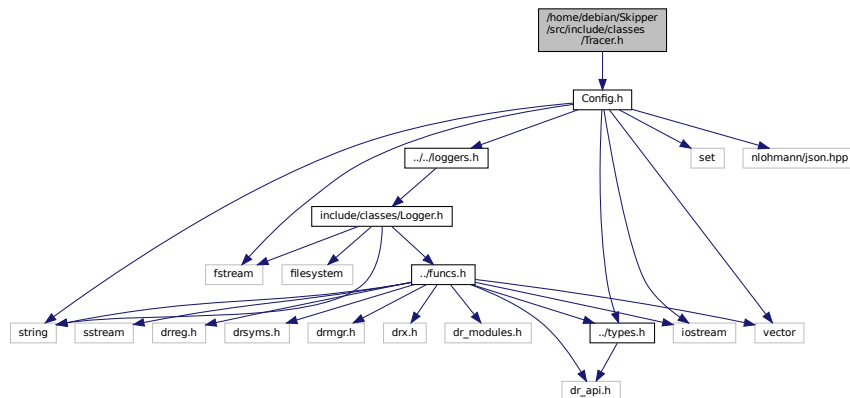 /home/debian/Skipper
/src/include/classes
/Tracer.h
Config.h
../../loggers.h
set
nlohmann/json.hpp
include/classes/Logger.h
fstream
filesystem
../funcs.h
string
sstream
drreg.h
drsyms.h
drmgr.h
drx.h
dr_modules.h
../types.h
iostream
vector
dr_api.h